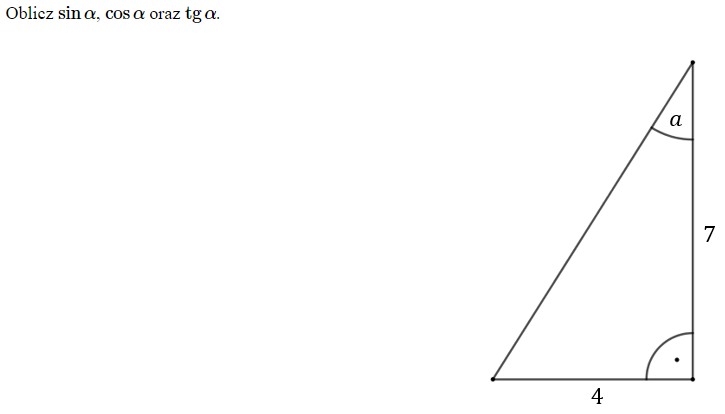 Oblicz sin α, cos α oraz tg α.
a
7
4